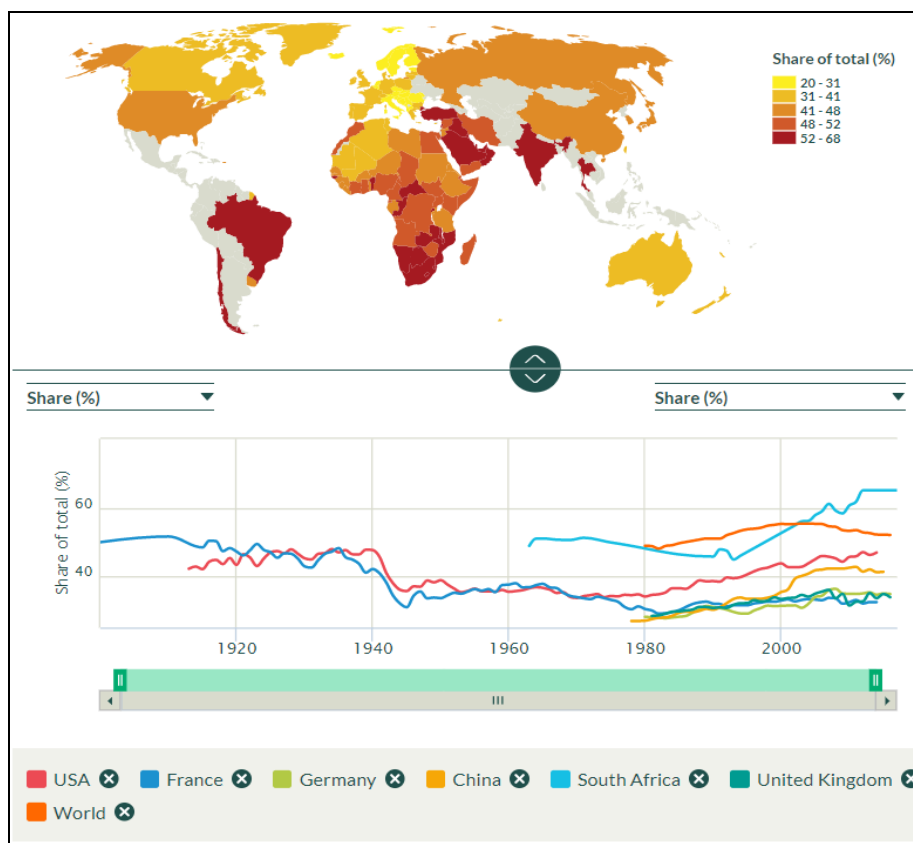 Share of total (%)
20 - 31
31 - 41
41 - 48
48 - 52
52 - 68
Share (%)
Share (%)
Share of total (%)
60
40
1920
1940
1960
1980
2000
USA
France
Germany
China
South Africa
United Kingdom
World